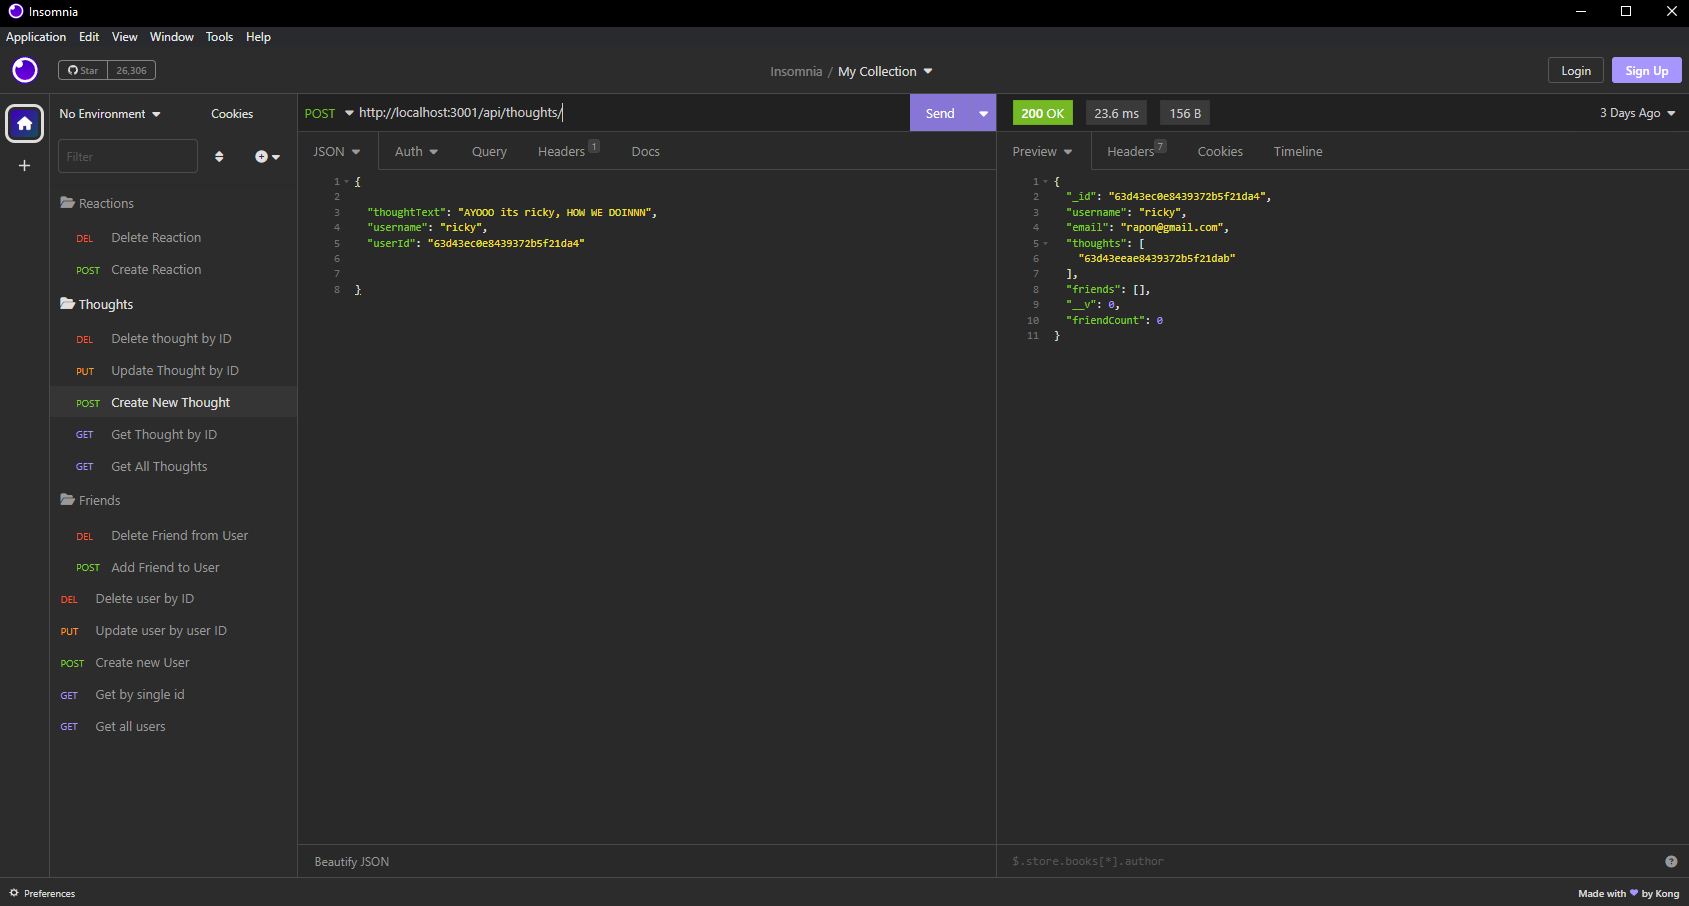 Insomnia
Application Edit View Window Tools Help
Star 26,306
Insomnia / My Collection
Login Sign Up
No Environment Cookies
Filter
Reactions
DEL Delete Reaction
POST Create Reaction
Thoughts
DEL Delete thought by ID
PUT Update Thought by ID
POST Create New Thought
GET Get Thought by ID
GET Get All Thoughts
Friends
DEL Delete Friend from User
POST Add Friend to User
DEL Delete user by ID
PUT Update user by user ID
POST Create new User
GET Get by single id
GET Get all users
POST http://localhost:3001/api/thoughts/ Send
JSON Auth Query Headers 1 Docs
1 {
2
3 "thoughtText": "AYOOO its ricky, HOW WE DOINNN",
4 "username": "ricky",
5 "userId": "63d43ec0e8439372b5f21da4"
6
7
8 }
Beautify JSON
200 OK 23.6 ms 156 B 3 Days Ago
Preview Headers 7 Cookies Timeline
1 {
2 "_id": "63d43ec0e8439372b5f21da4",
3 "username": "ricky",
4 "email": "rapon@gmail.com",
5 "thoughts": [
6 "63d43eeae8439372b5f21dab"
7 ],
8 "friends": [],
9 "__v": 0,
10 "friendCount": 0
11 }
$.store.books[*].author
Preferences
Made with ♥ by Kong